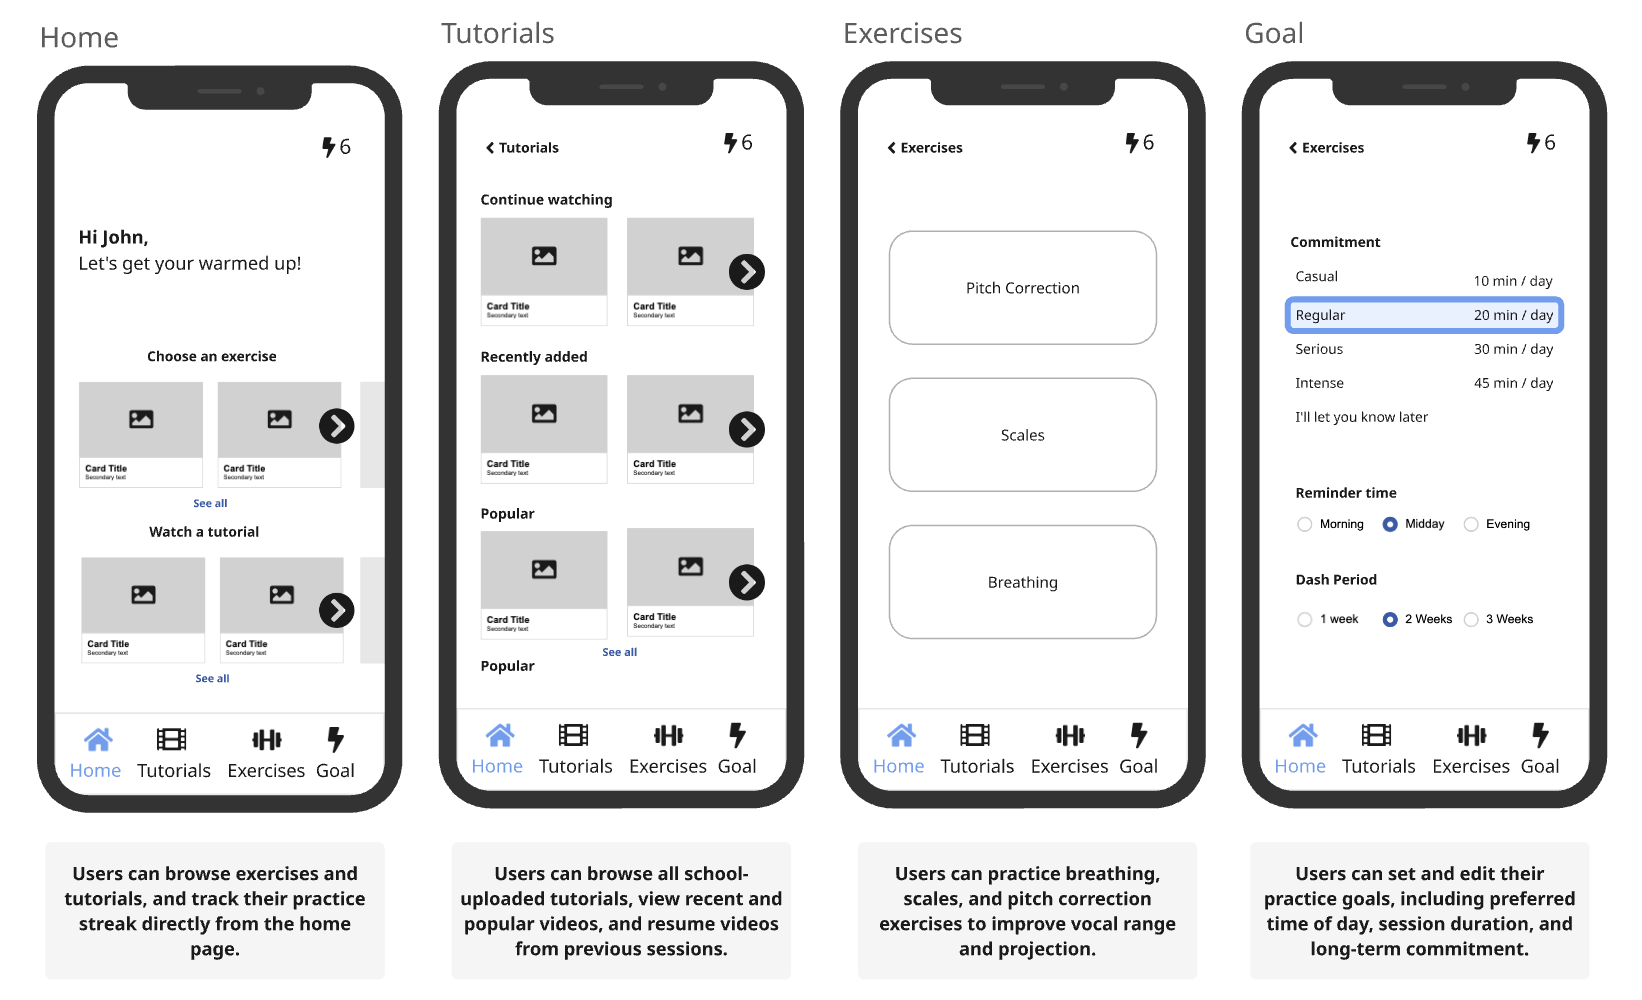 Home
6
Hi John,
Let's get your warmed up!
Choose an exercise
Card Title
Secondary text
Card Title
Secondary text
See all
Watch a tutorial
Card Title
Secondary text
Card Title
Secondary text
See all
Home Tutorials Exercises Goal
Users can browse exercises and
tutorials, and track their practice
streak directly from the home
page.
Tutorials
Tutorials
6
Continue watching
Card Title
Secondary text
Card Title
Secondary text
Recently added
Card Title
Secondary text
Card Title
Secondary text
Popular
Card Title
Secondary text
Card Title
Secondary text
See all
Popular
Home Tutorials Exercises Goal
Users can browse all school-
uploaded tutorials, view recent and
popular videos, and resume videos
from previous sessions.
Exercises
Exercises
6
Pitch Correction
Scales
Breathing
Home Tutorials Exercises Goal
Users can practice breathing,
scales, and pitch correction
exercises to improve vocal range
and projection.
Goal
Exercises
6
Commitment
Casual 10 min / day
Regular 20 min / day
Serious 30 min / day
Intense 45 min / day
I'll let you know later
Reminder time
Morning Midday Evening
Dash Period
1 week 2 Weeks 3 Weeks
Home Tutorials Exercises Goal
Users can set and edit their
practice goals, including preferred
time of day, session duration, and
long-term commitment.